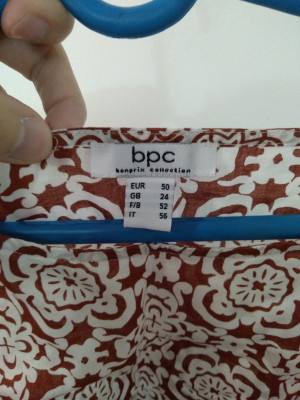 bpc
bonprix collection
EUR 50
GB 24
F/B 52
IT 56